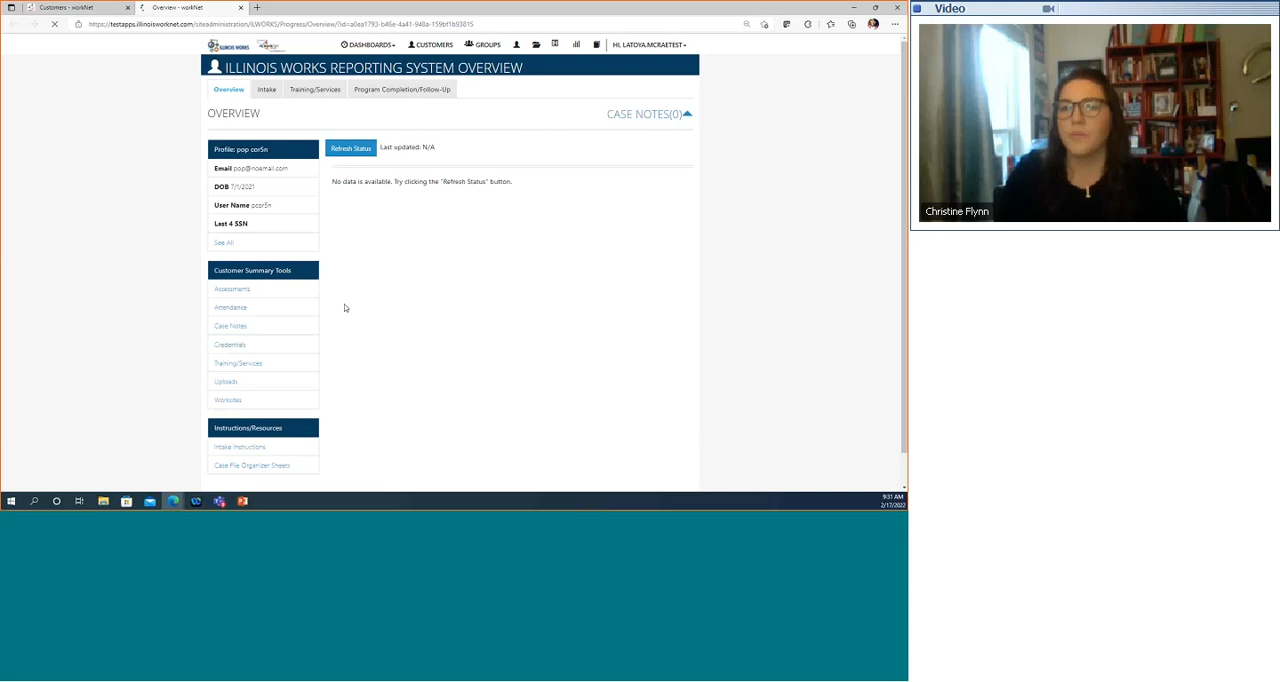 Customers - workNet
Overview - workNet
https://testapps.illinoisworknet.com/siteadministration/ILWORKS/Progress/Overview/?id=a0ea1793-b46e-4a41-948a-159bf1b93815
ILLINOIS WORKS
DASHBOARDS
CUSTOMERS
GROUPS
HI, LATOYA.MCRAETEST
ILLINOIS WORKS REPORTING SYSTEM OVERVIEW
Overview
Intake
Training/Services
Program Completion/Follow-Up
OVERVIEW
CASE NOTES(0)
Profile: pop cor5n
Email pop@noemail.com
DOB 7/1/2021
User Name pcor5n
Last 4 SSN
See All
Refresh Status
Last updated: N/A
No data is available. Try clicking the "Refresh Status" button.
Customer Summary Tools
Assessments
Attendance
Case Notes
Credentials
Training/Services
Uploads
Worksites
Instructions/Resources
Intake Instructions
Case File Organizer Sheets
9:31 AM
2/17/2022
Video
Christine Flynn